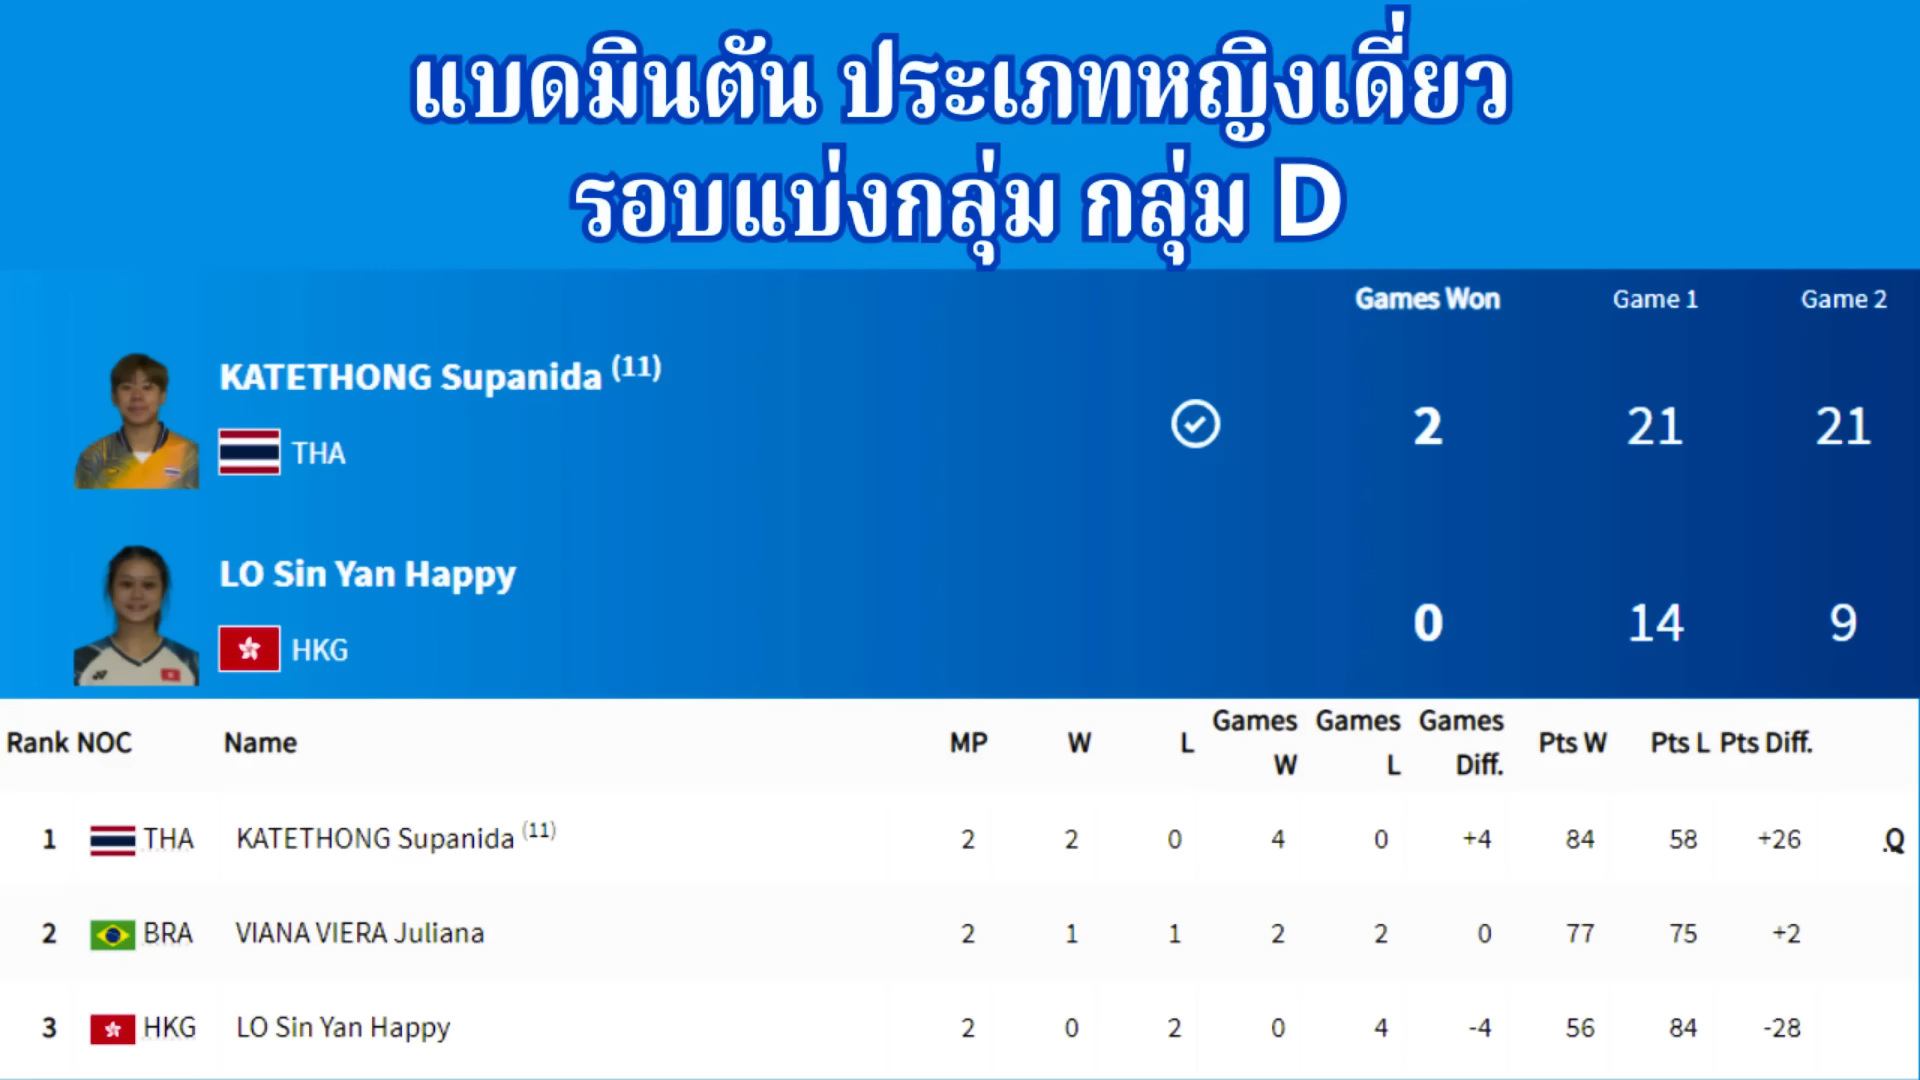 แบดมินตัน ประเภทหญิงเดี่ยว
รอบแบ่งกลุ่ม กลุ่ม D
Games Won Game 1 Game 2
KATETHONG Supanida (11)
THA
2 21 21
LO Sin Yan Happy
HKG
0 14 9
Rank NOC Name MP W L Games W Games L Games Diff. Pts W Pts L Pts Diff.
1 THA KATETHONG Supanida (11) 2 2 0 4 0 +4 84 58 +26 .Q
2 BRA VIANA VIERA Juliana 2 1 1 2 2 0 77 75 +2
3 HKG LO Sin Yan Happy 2 0 2 0 4 -4 56 84 -28